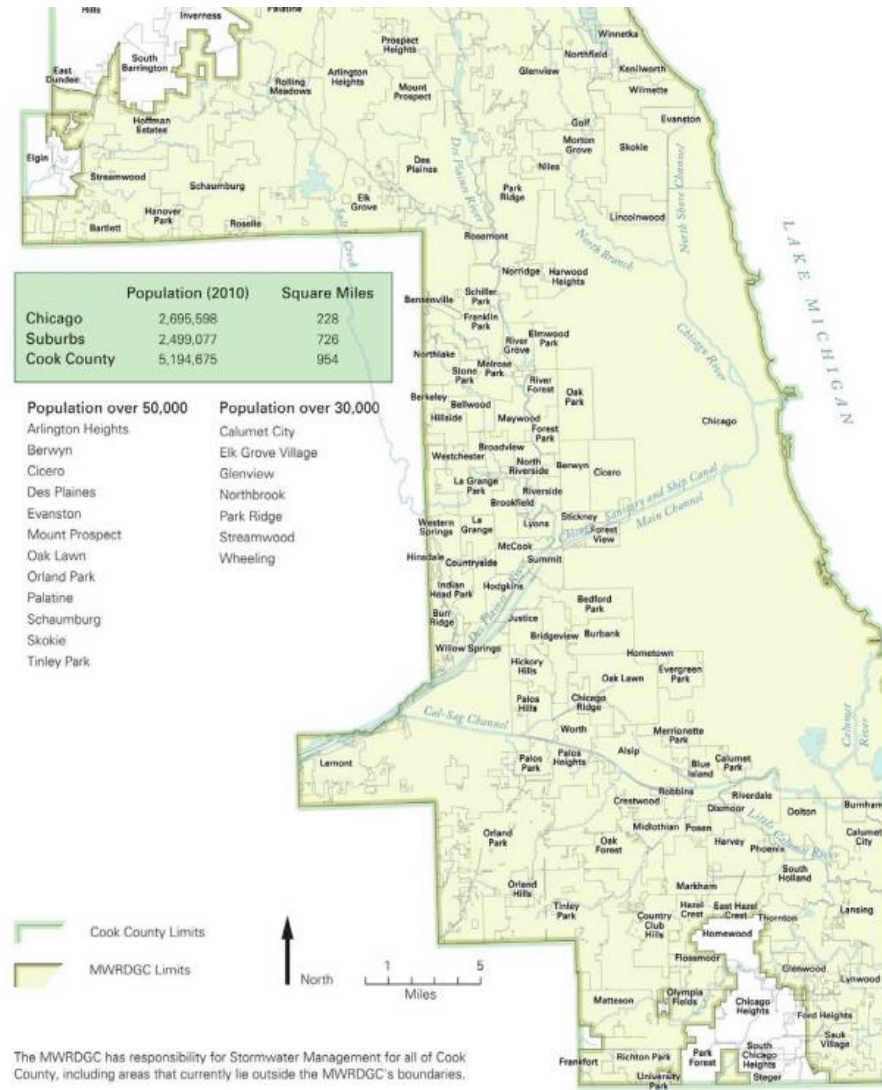 Hills
Inverness
Palatine
Winnetka
Prospect
Heights
Northfield
South
Barrington
East
Dundee
Glenview
Kenilworth
Rolling
Meadows
Arlington
Heights
Mount
Prospect
Wilmette
Hoffman
Estates
Golf
Evanston
Morton
Grove
Skokie
Elgin
Des
Plaines
Niles
Streamwood
Schaumburg
Elk
Grove
Park
Ridge
Des Plaines River
North Shore Channel
Hanover
Park
Lincolnwood
Bartlett
Roselle
Salt Creek
Rosemont
North Branch
LAKE MICHIGAN
Norridge
Harwood
Heights
Population (2010) Square Miles
Chicago 2,695,598 228
Suburbs 2,499,077 726
Cook County 5,194,675 954
Bensenville
Schiller
Park
Franklin
Park
River
Grove
Elmwood
Park
Chicago River
Northlake
Stone
Park
Melrose
Park
River
Forest
Oak
Park
Berkeley
Bellwood
Hillside
Maywood
Forest
Park
Chicago
Broadview
Westchester
North
Riverside
Berwyn
Cicero
La Grange
Park
Riverside
Brookfield
Chicago Sanitary and Ship Canal
Main Channel
Western
Springs
La
Grange
Lyons
Stickney
Forest
View
McCook
Hinsdale
Countryside
Summit
Indian
Head Park
Hodgkins
Des Plaines River
Burr
Ridge
Bedford
Park
Justice
Bridgeview
Burbank
Willow Springs
Hometown
Hickory
Hills
Oak Lawn
Evergreen
Park
Palos
Hills
Chicago
Ridge
Calumet
River
Cal-Sag Channel
Worth
Merrionette
Park
Lemont
Palos
Park
Palos
Heights
Alsip
Blue
Island
Calumet
Park
Robbins
Riverdale
Crestwood
Dixmoor
Dolton
Burnham
Little Calumet River
Orland
Park
Midlothian
Posen
Oak
Forest
Harvey
Phoenix
Calumet
City
South
Holland
Orland
Hills
Markham
Tinley
Park
Hazel
Crest
East Hazel
Crest
Country
Club
Hills
Thornton
Lansing
Homewood
Flossmoor
Glenwood
Lynwood
Matteson
Olympia
Fields
Chicago
Heights
Ford Heights
Sauk
Village
Frankfort
Richton Park
Park
Forest
South
Chicago
Heights
University
Park
Steger
Population over 50,000
Arlington Heights
Berwyn
Cicero
Des Plaines
Evanston
Mount Prospect
Oak Lawn
Orland Park
Palatine
Schaumburg
Skokie
Tinley Park
Population over 30,000
Calumet City
Elk Grove Village
Glenview
Northbrook
Park Ridge
Streamwood
Wheeling
Cook County Limits
MWRDGC Limits
North
1 5
Miles
The MWRDGC has responsibility for Stormwater Management for all of Cook
County, including areas that currently lie outside the MWRDGC's boundaries.